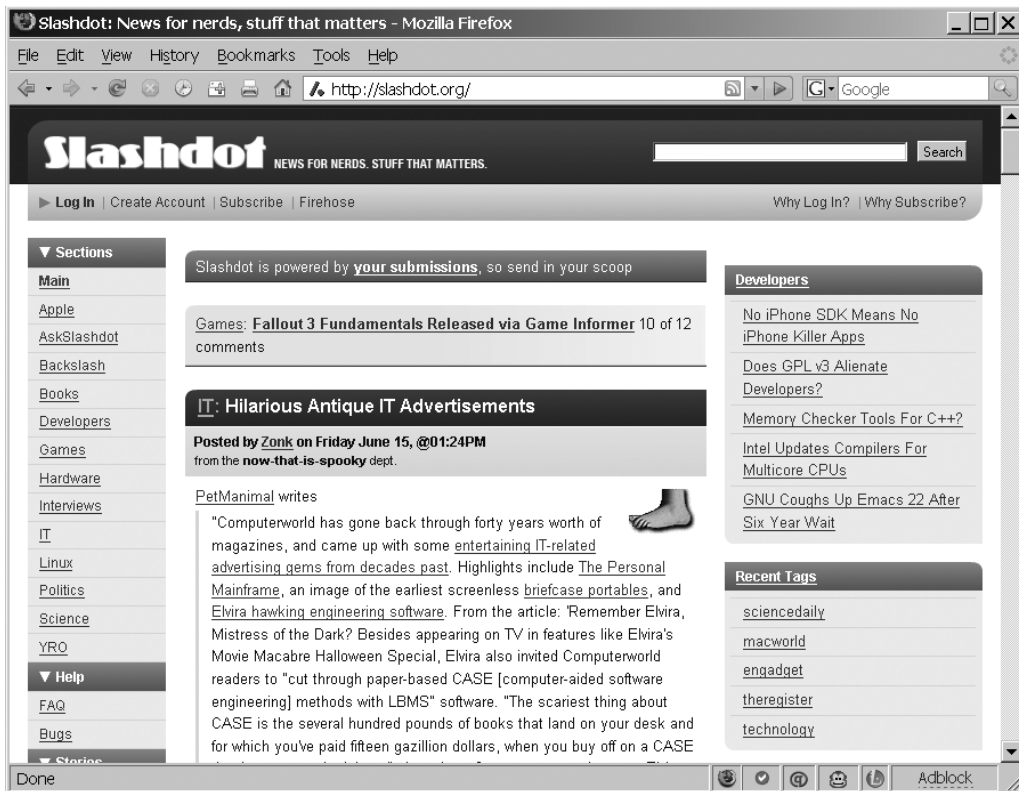 Slashdot: News for nerds, stuff that matters - Mozilla Firefox
File Edit View History Bookmarks Tools Help
http://slashdot.org/
G Google
Slashdot NEWS FOR NERDS. STUFF THAT MATTERS.
Search
Log In | Create Account | Subscribe | Firehose
Why Log In? | Why Subscribe?
▼ Sections
Main
Apple
AskSlashdot
Backslash
Books
Developers
Games
Hardware
Interviews
IT
Linux
Politics
Science
YRO
▼ Help
FAQ
Bugs
▼ Stories
Slashdot is powered by your submissions, so send in your scoop
Games: Fallout 3 Fundamentals Released via Game Informer 10 of 12
comments
IT: Hilarious Antique IT Advertisements
Posted by Zonk on Friday June 15, @01:24PM
from the now-that-is-spooky dept.
PetManimal writes
"Computerworld has gone back through forty years worth of
magazines, and came up with some entertaining IT-related
advertising gems from decades past. Highlights include The Personal
Mainframe, an image of the earliest screenless briefcase portables, and
Elvira hawking engineering software. From the article: 'Remember Elvira,
Mistress of the Dark? Besides appearing on TV in features like Elvira's
Movie Macabre Halloween Special, Elvira also invited Computerworld
readers to "cut through paper-based CASE [computer-aided software
engineering] methods with LBMS" software. "The scariest thing about
CASE is the several hundred pounds of books that land on your desk and
for which you've paid fifteen gazillion dollars, when you buy off on a CASE
Developers
No iPhone SDK Means No
iPhone Killer Apps
Does GPL v3 Alienate
Developers?
Memory Checker Tools For C++?
Intel Updates Compilers For
Multicore CPUs
GNU Coughs Up Emacs 22 After
Six Year Wait
Recent Tags
sciencedaily
macworld
engadget
theregister
technology
Done
Adblock